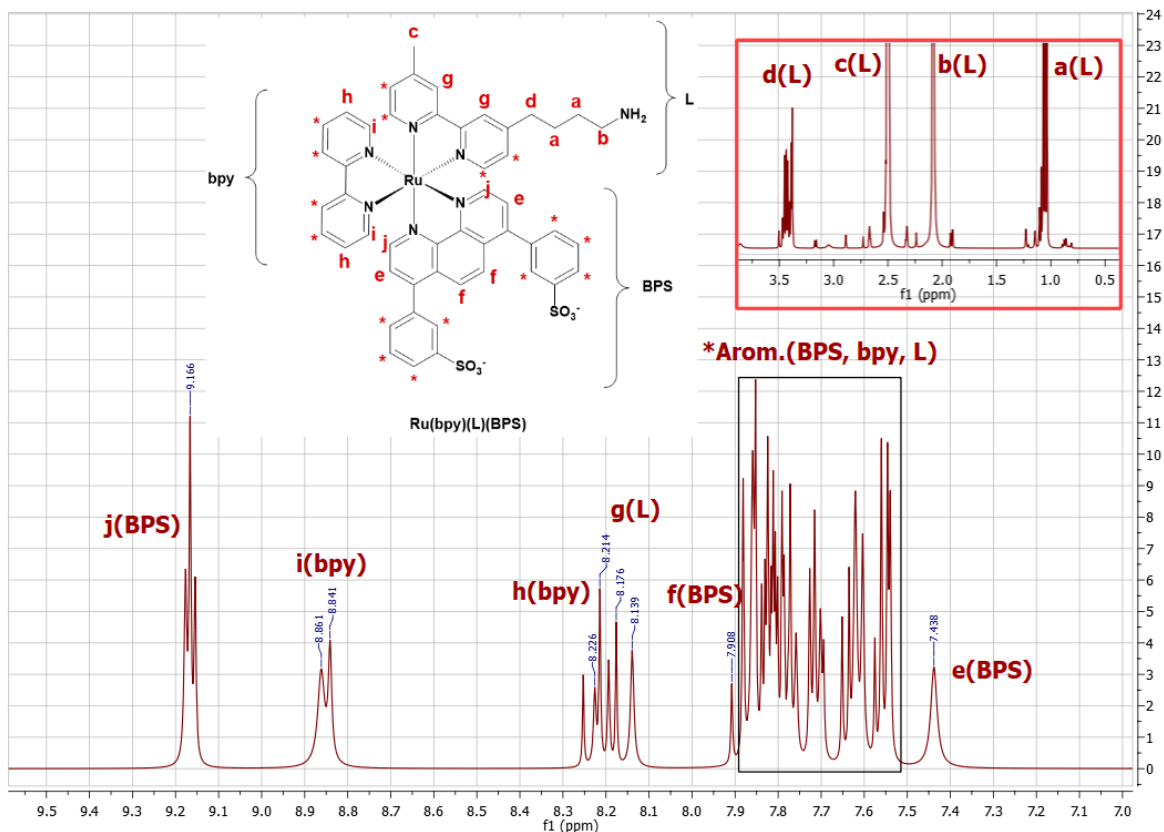 c
g
g
d
a
a
b
NH₂
L
h
i
N
N
N
N
bpy
Ru
N
N
j
e
i
h
j
e
f
f
SO₃⁻
SO₃⁻
BPS
Ru(bpy)(L)(BPS)
d(L)
c(L)
b(L)
a(L)
3.5 3.0 2.5 2.0 1.5 1.0 0.5
f1 (ppm)
*Arom.(BPS, bpy, L)
j(BPS)
9.166
i(bpy)
8.861
8.841
h(bpy)
g(L)
8.226
8.214
8.176
8.139
f(BPS)
7.908
7.438
e(BPS)
24
23
22
21
20
19
18
17
16
15
14
13
12
11
10
9
8
7
6
5
4
3
2
1
0
9.5 9.4 9.3 9.2 9.1 9.0 8.9 8.8 8.7 8.6 8.5 8.4 8.3 8.2 8.1 8.0 7.9 7.8 7.7 7.6 7.5 7.4 7.3 7.2 7.1 7.0
f1 (ppm)